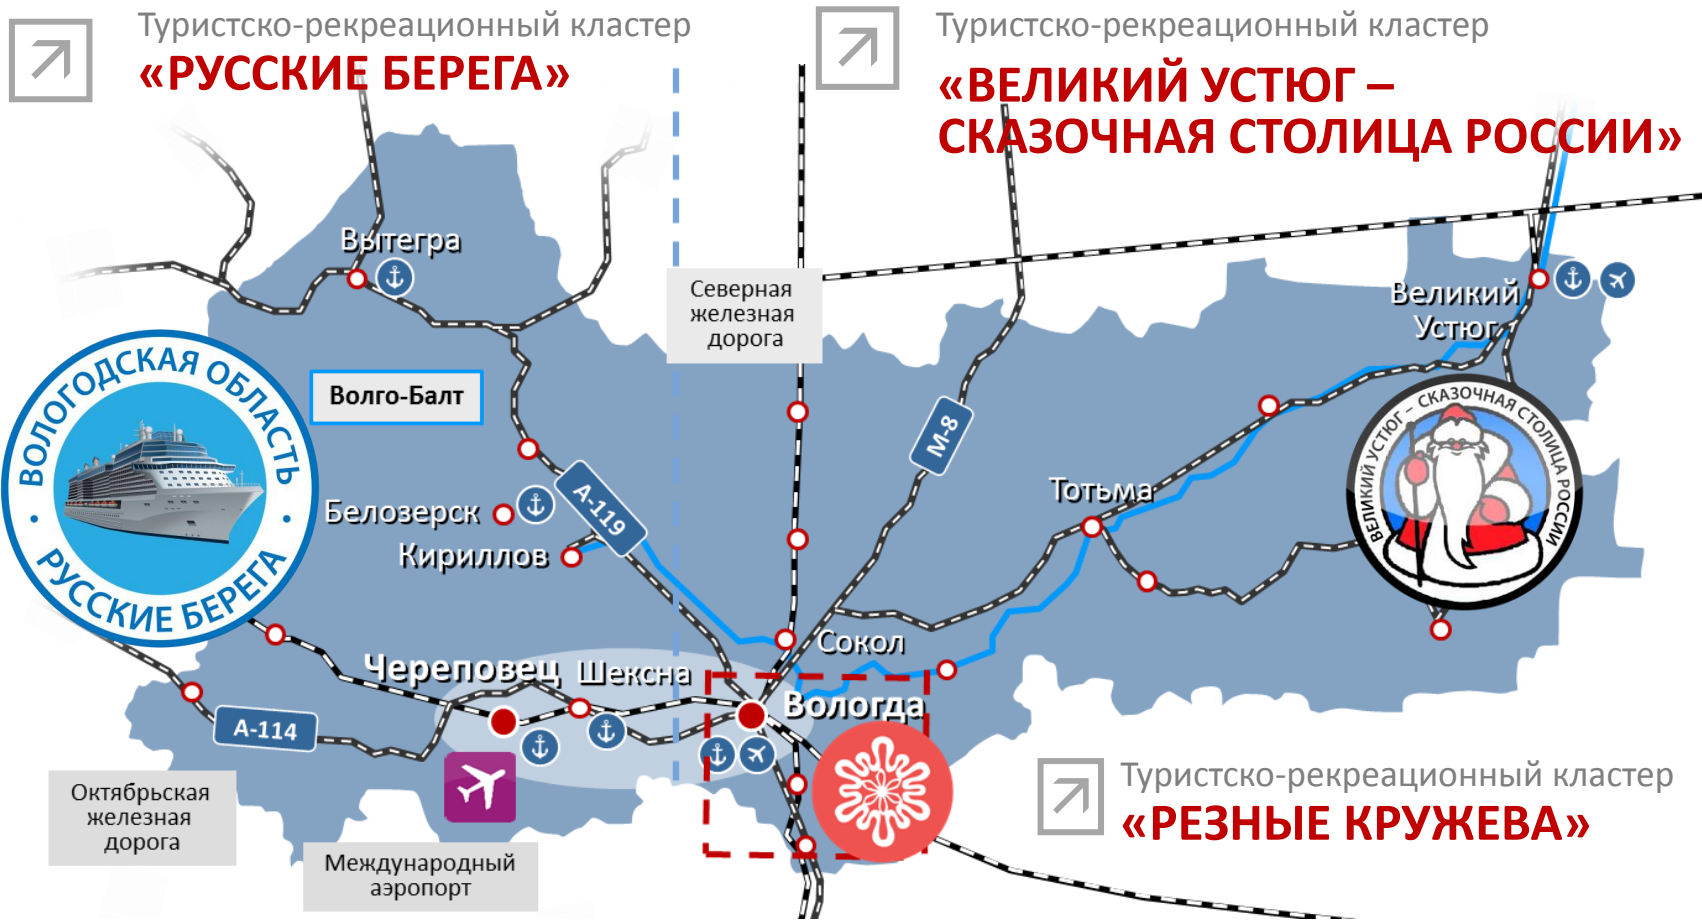 Туристско-рекреационный кластер
«РУССКИЕ БЕРЕГА»
Туристско-рекреационный кластер
«ВЕЛИКИЙ УСТЮГ –
СКАЗОЧНАЯ СТОЛИЦА РОССИИ»
Вытегра
Северная
железная
дорога
Великий
Устюг
ВОЛОГОДСКАЯ ОБЛАСТЬ
РУССКИЕ БЕРЕГА
Волго-Балт
М-8
ВЕЛИКИЙ УСТЮГ – СКАЗОЧНАЯ СТОЛИЦА РОССИИ
Тотьма
Белозерск
А-119
Кириллов
Сокол
Череповец
Шексна
Вологда
А-114
Октябрьская
железная
дорога
Международный
аэропорт
Туристско-рекреационный кластер
«РЕЗНЫЕ КРУЖЕВА»